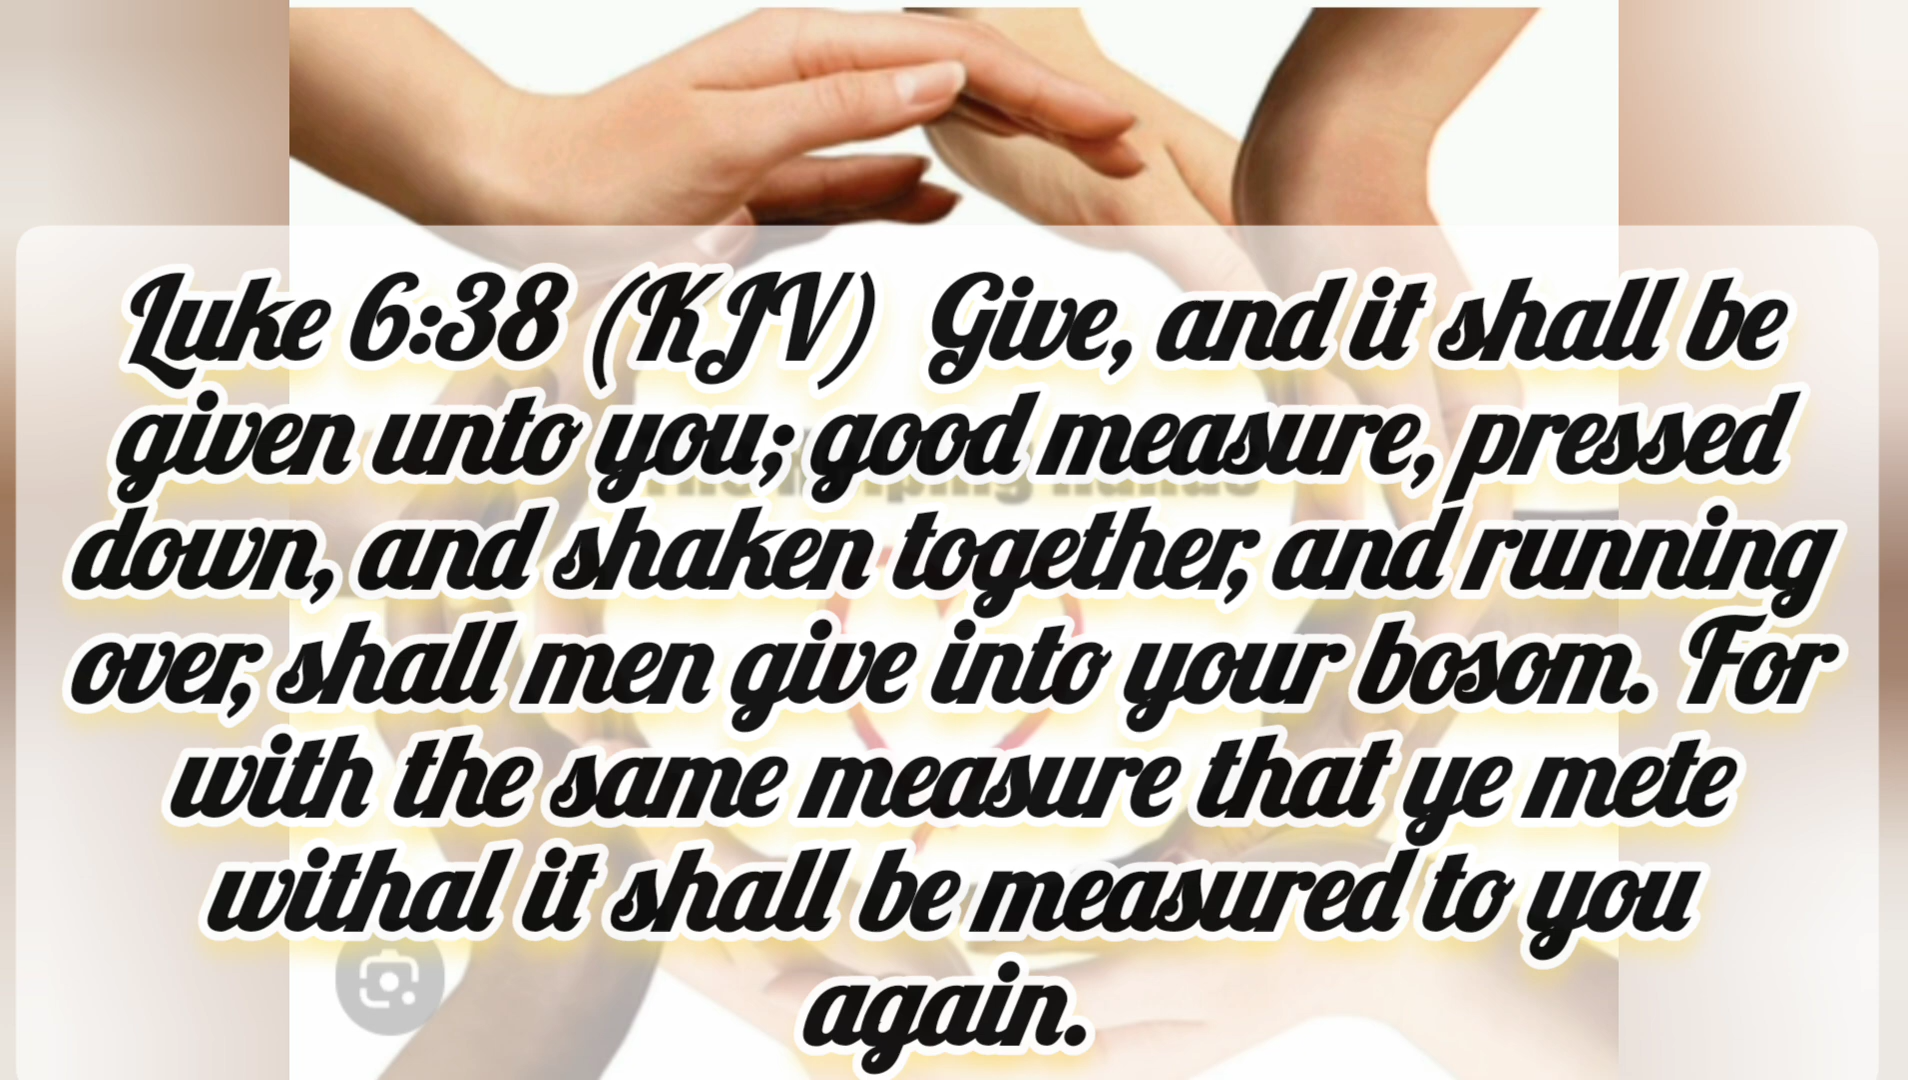 Luke 6:38 (KJV) Give, and it shall be
given unto you; good measure, pressed
down, and shaken together, and running
over, shall men give into your bosom. For
with the same measure that ye mete
withal it shall be measured to you
again.